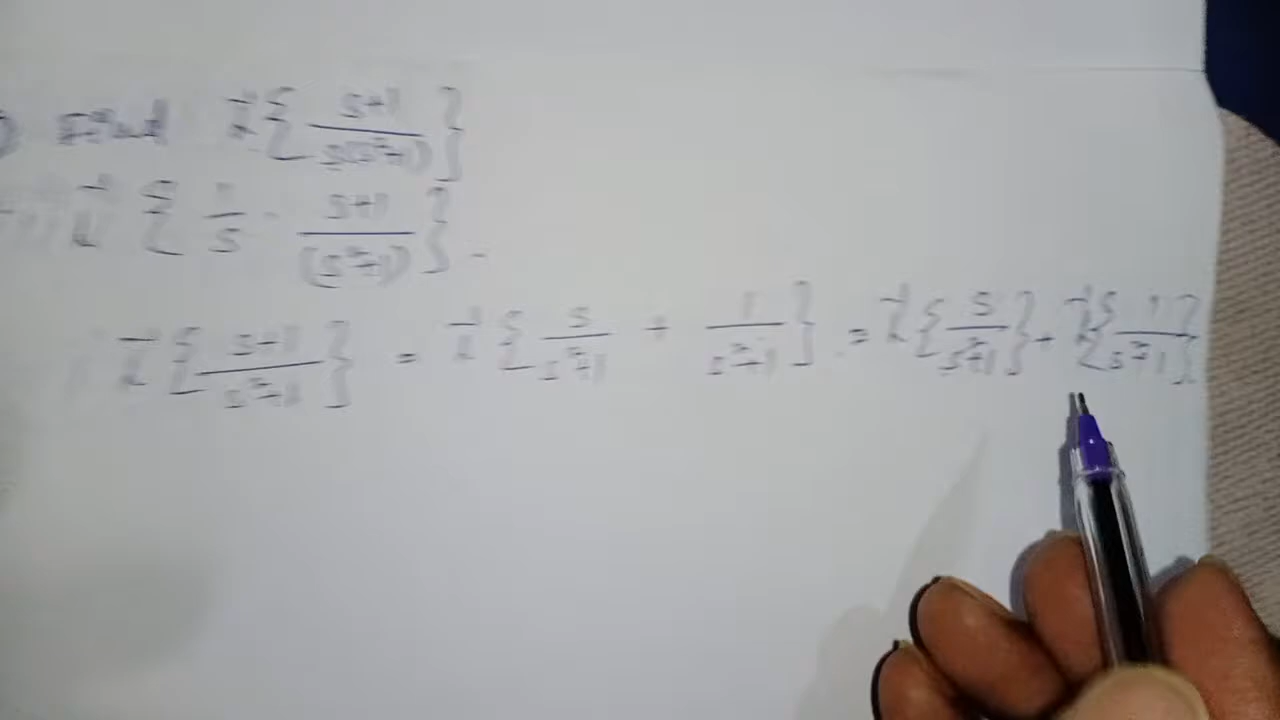 ) Find L⁻¹{ s+1 / s(s²+1) }
L⁻¹ { 1/s · s+1 / (s²+1) }
L⁻¹{ s+1 / s²+1 } = L⁻¹{ s / s²+1 + 1 / s²+1 } = L⁻¹{ s / s²+1 } + L⁻¹{ 1 / s²+1 }